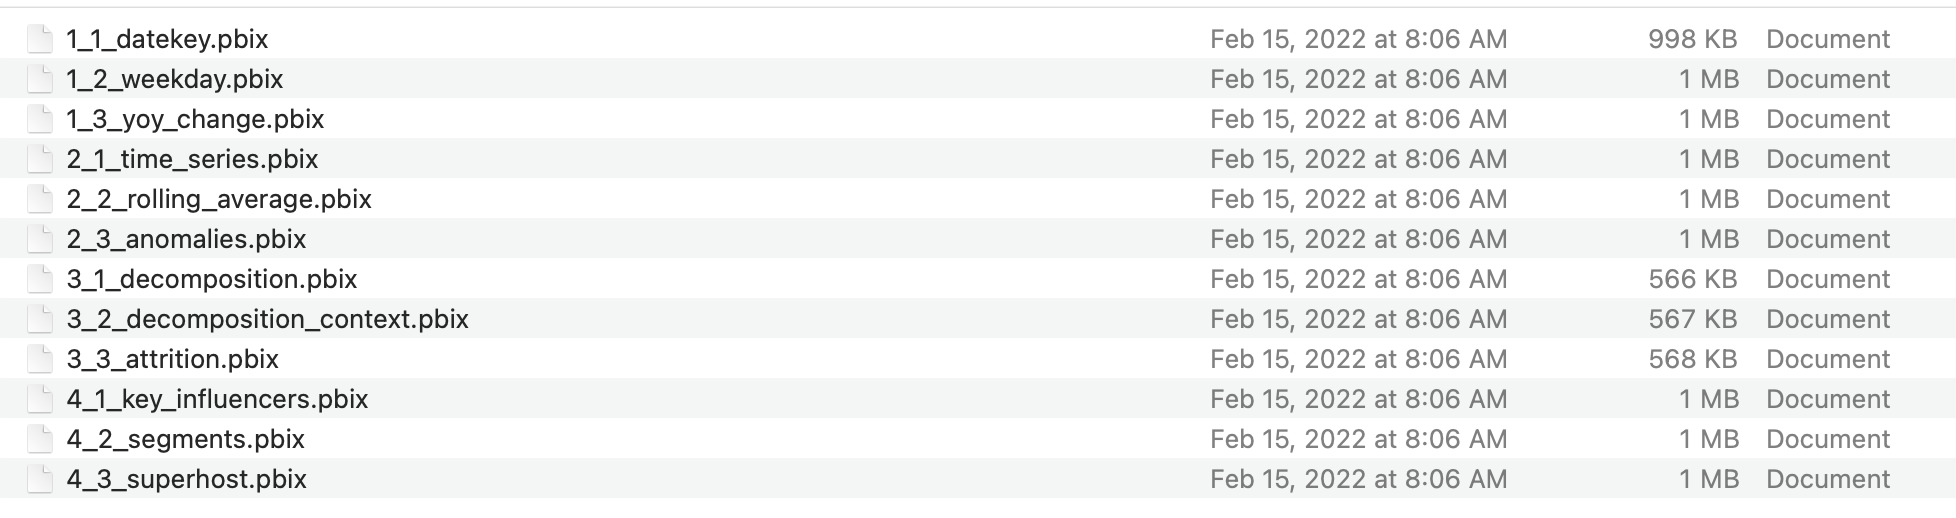 1_1_datekey.pbix Feb 15, 2022 at 8:06 AM 998 KB Document
1_2_weekday.pbix Feb 15, 2022 at 8:06 AM 1 MB Document
1_3_yoy_change.pbix Feb 15, 2022 at 8:06 AM 1 MB Document
2_1_time_series.pbix Feb 15, 2022 at 8:06 AM 1 MB Document
2_2_rolling_average.pbix Feb 15, 2022 at 8:06 AM 1 MB Document
2_3_anomalies.pbix Feb 15, 2022 at 8:06 AM 1 MB Document
3_1_decomposition.pbix Feb 15, 2022 at 8:06 AM 566 KB Document
3_2_decomposition_context.pbix Feb 15, 2022 at 8:06 AM 567 KB Document
3_3_attrition.pbix Feb 15, 2022 at 8:06 AM 568 KB Document
4_1_key_influencers.pbix Feb 15, 2022 at 8:06 AM 1 MB Document
4_2_segments.pbix Feb 15, 2022 at 8:06 AM 1 MB Document
4_3_superhost.pbix Feb 15, 2022 at 8:06 AM 1 MB Document